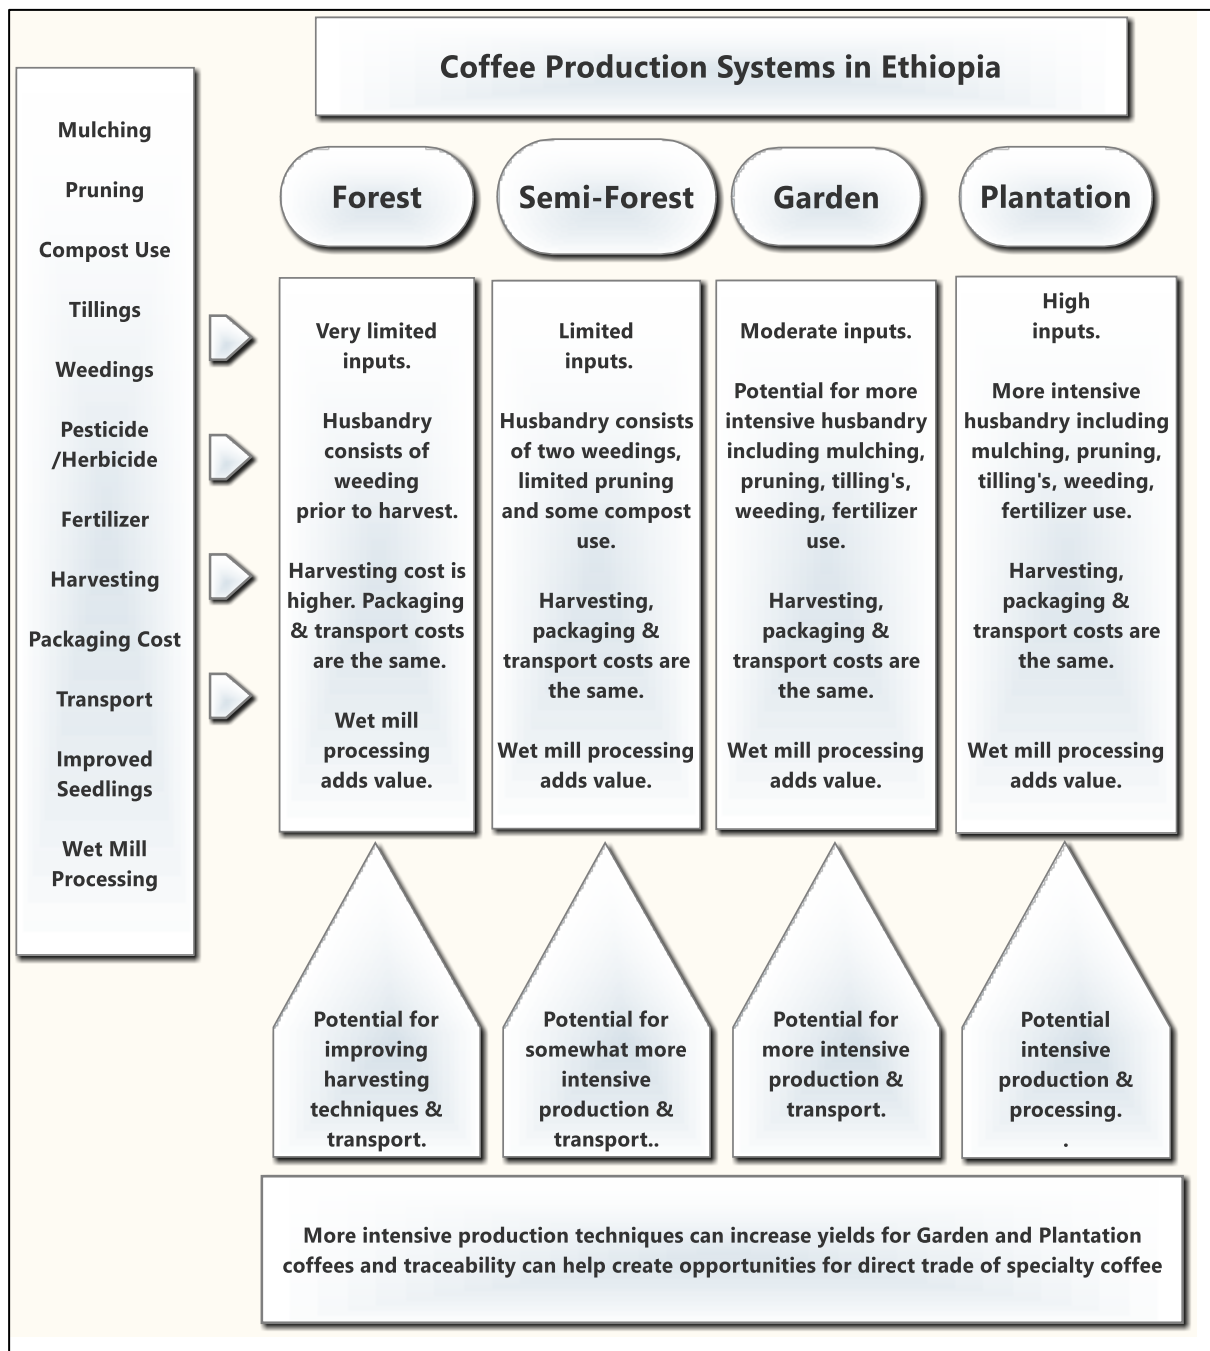 Coffee Production Systems in Ethiopia
Mulching
Pruning
Compost Use
Tillings
Weedings
Pesticide
/Herbicide
Fertilizer
Harvesting
Packaging Cost
Transport
Improved
Seedlings
Wet Mill
Processing
Forest
Very limited
inputs.
Husbandry
consists of
weeding
prior to harvest.
Harvesting cost is
higher. Packaging
& transport costs
are the same.
Wet mill
processing
adds value.
Potential for
improving
harvesting
techniques &
transport.
Semi-Forest
Limited
inputs.
Husbandry consists
of two weedings,
limited pruning
and some compost
use.
Harvesting,
packaging &
transport costs are
the same.
Wet mill processing
adds value.
Potential for
somewhat more
intensive
production &
transport..
Garden
Moderate inputs.
Potential for more
intensive husbandry
including mulching,
pruning, tilling's,
weeding, fertilizer
use.
Harvesting,
packaging &
transport costs are
the same.
Wet mill processing
adds value.
Potential for
more intensive
production &
transport.
Plantation
High
inputs.
More intensive
husbandry including
mulching, pruning,
tilling's, weeding,
fertilizer use.
Harvesting,
packaging &
transport costs are
the same.
Wet mill processing
adds value.
Potential
intensive
production &
processing.
.
More intensive production techniques can increase yields for Garden and Plantation
coffees and traceability can help create opportunities for direct trade of specialty coffee